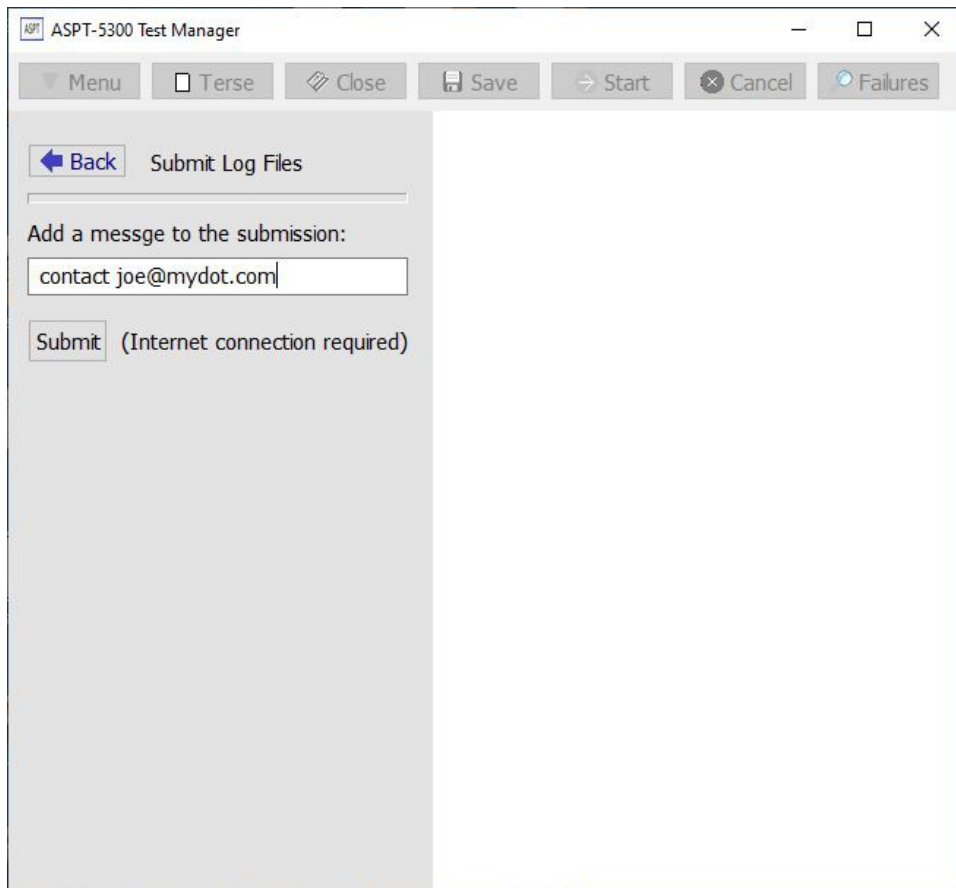 ASPT ASPT-5300 Test Manager
Menu Terse Close Save Start Cancel Failures
Back Submit Log Files
Add a messge to the submission:
contact joe@mydot.com
Submit (Internet connection required)